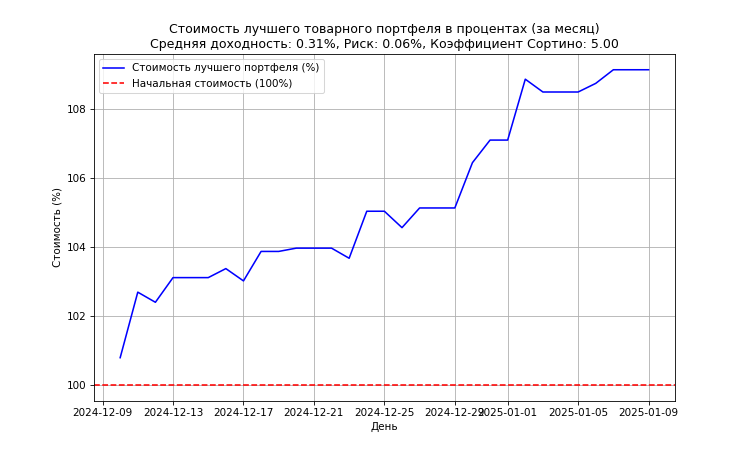 Стоимость лучшего товарного портфеля в процентах (за месяц)
Средняя доходность: 0.31%, Риск: 0.06%, Коэффициент Сортино: 5.00
Стоимость лучшего портфеля (%)
Начальная стоимость (100%)
Стоимость (%)
108
106
104
102
100
2024-12-09 2024-12-13 2024-12-17 2024-12-21 2024-12-25 2024-12-29 2025-01-01 2025-01-05 2025-01-09
День